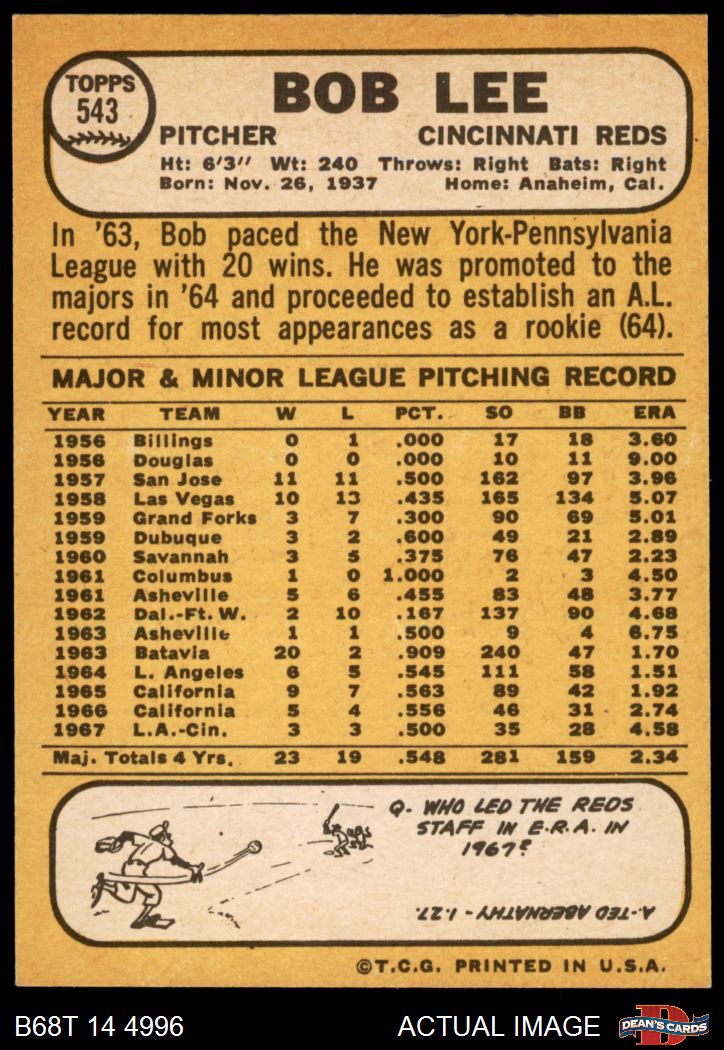 TOPPS
543
BOB LEE
PITCHER CINCINNATI REDS
Ht: 6'3" Wt: 240 Throws: Right Bats: Right
Born: Nov. 26, 1937 Home: Anaheim, Cal.
In '63, Bob paced the New York-Pennsylvania
League with 20 wins. He was promoted to the
majors in '64 and proceeded to establish an A.L.
record for most appearances as a rookie (64).
MAJOR & MINOR LEAGUE PITCHING RECORD
YEAR TEAM W L PCT. SO BB ERA
1956 Billings 0 1 .000 17 18 3.60
1956 Douglas 0 0 .000 10 11 9.00
1957 San Jose 11 11 .500 162 97 3.96
1958 Las Vegas 10 13 .435 165 134 5.07
1959 Grand Forks 3 7 .300 90 69 5.01
1959 Dubuque 3 2 .600 49 21 2.89
1960 Savannah 3 5 .375 76 47 2.23
1961 Columbus 1 0 1.000 2 3 4.50
1961 Asheville 5 6 .455 83 48 3.77
1962 Dal.-Ft. W. 2 10 .167 137 90 4.68
1963 Asheville 1 1 .500 9 4 6.75
1963 Batavia 20 2 .909 240 47 1.70
1964 L. Angeles 6 5 .545 111 58 1.51
1965 California 9 7 .563 89 42 1.92
1966 California 5 4 .556 46 31 2.74
1967 L.A.-Cin. 3 3 .500 35 28 4.58
Maj. Totals 4 Yrs. 23 19 .548 281 159 2.34
Q. WHO LED THE REDS
STAFF IN E.R.A. IN
1967?
A-TED ABERNATHY - 1.27.
©T.C.G. PRINTED IN U.S.A.
B68T 14 4996 ACTUAL IMAGE
D
DEAN'S CARDS